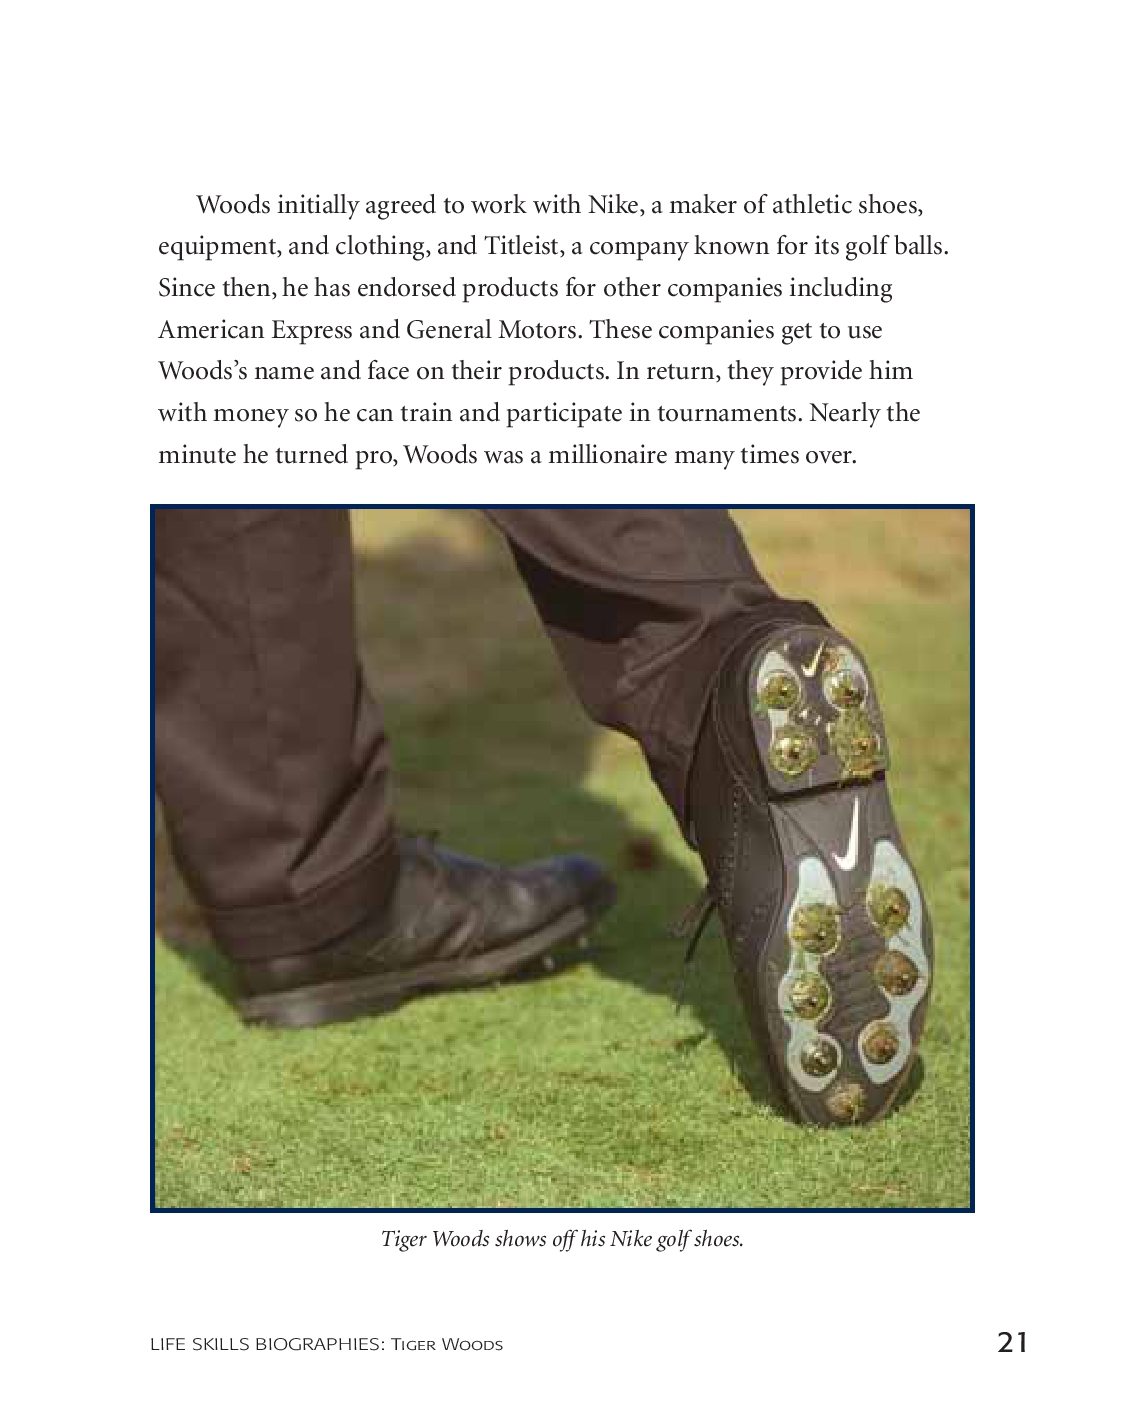 Woods initially agreed to work with Nike, a maker of athletic shoes,
equipment, and clothing, and Titleist, a company known for its golf balls.
Since then, he has endorsed products for other companies including
American Express and General Motors. These companies get to use
Woods’s name and face on their products. In return, they provide him
with money so he can train and participate in tournaments. Nearly the
minute he turned pro, Woods was a millionaire many times over.
Tiger Woods shows off his Nike golf shoes.
LIFE SKILLS BIOGRAPHIES: TIGER WOODS
21